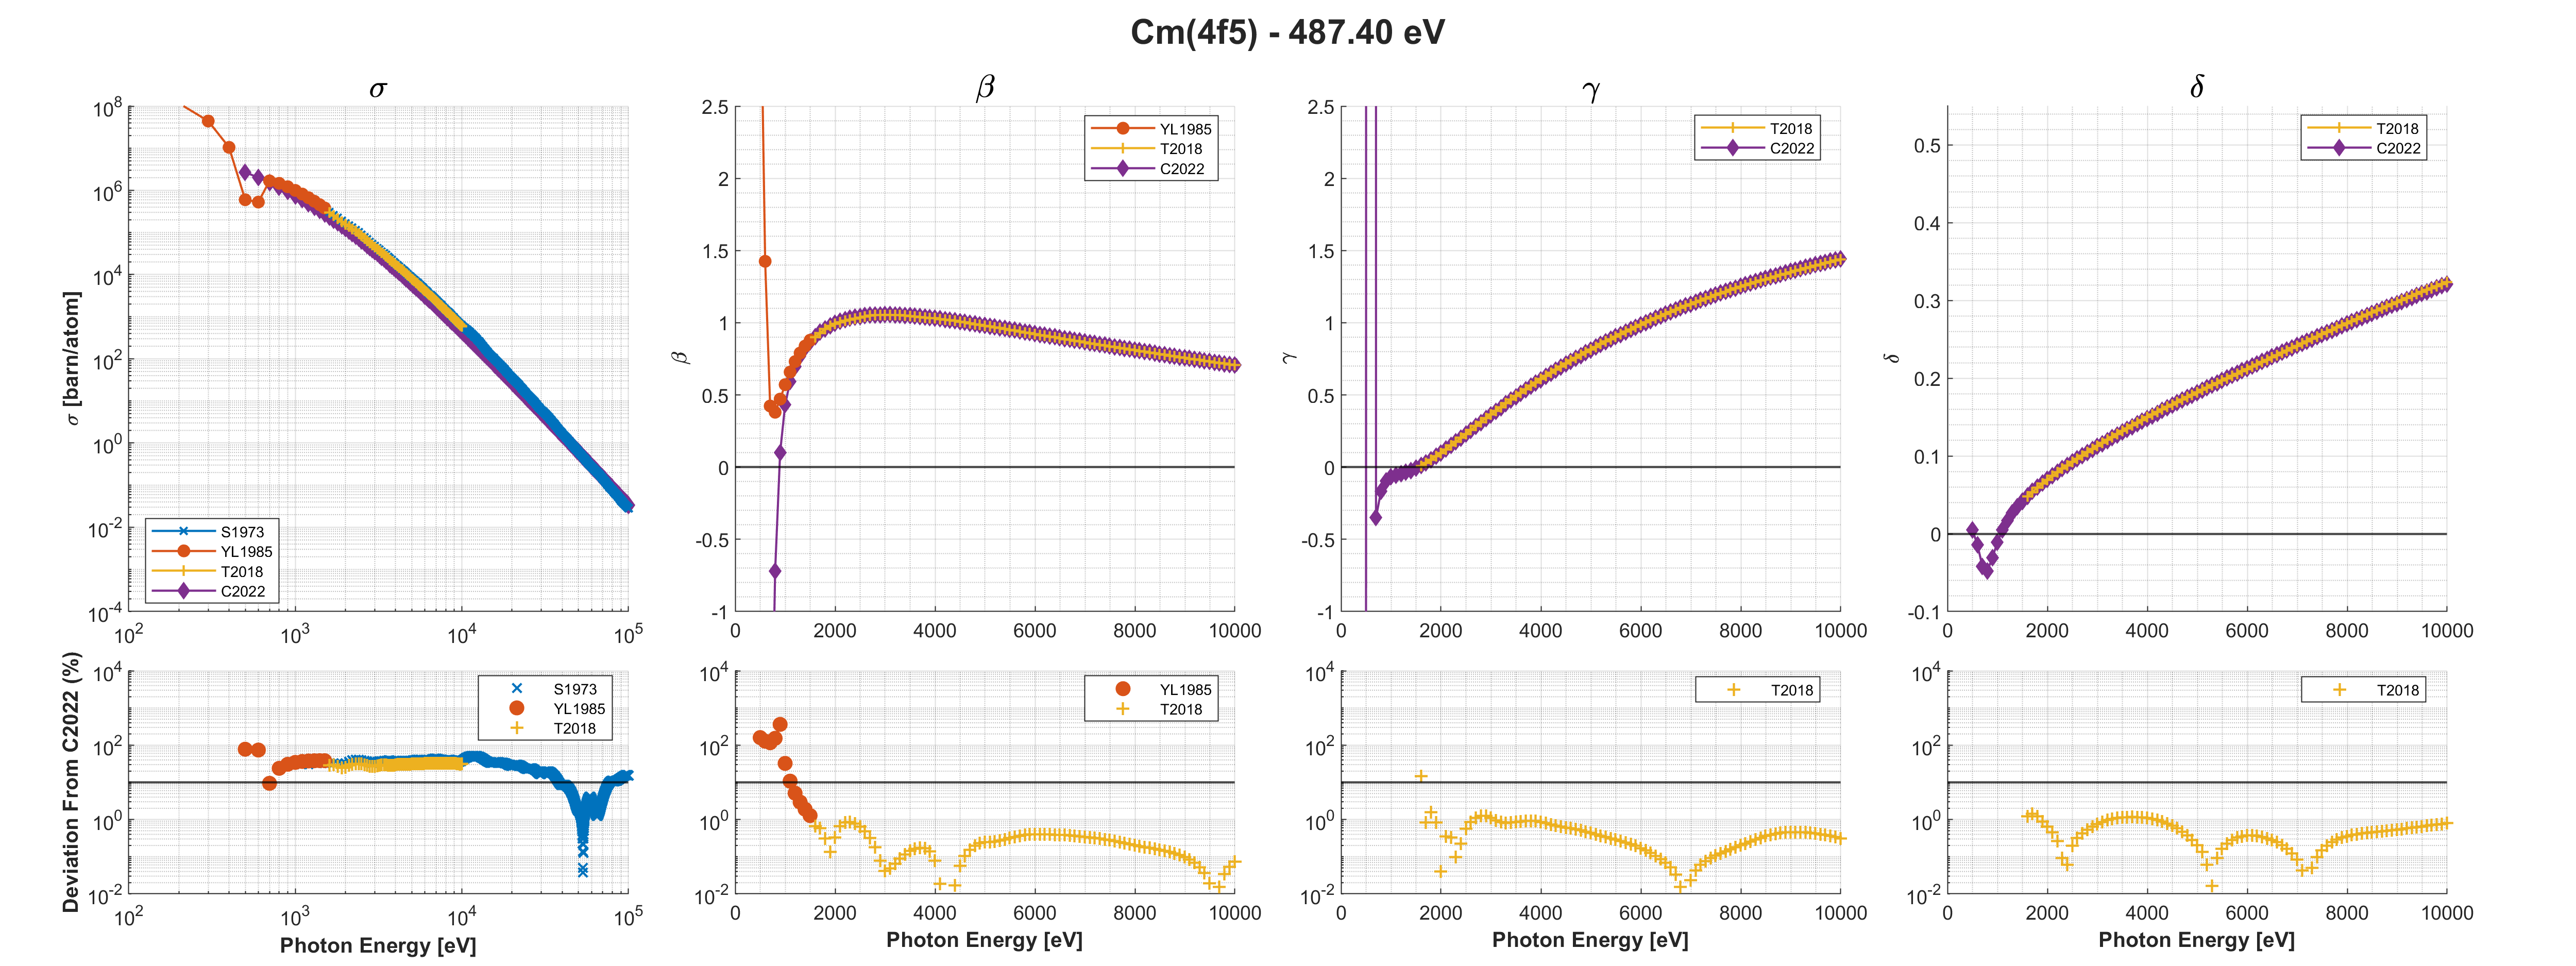 Cm(4f5) - 487.40 eV
σ
σ [barn/atom]
10^8
10^6
10^4
10^2
10^0
10^-2
10^-4
10^2
10^3
10^4
10^5
S1973
YL1985
T2018
C2022
β
β
2.5
2
1.5
1
0.5
0
-0.5
-1
0
2000
4000
6000
8000
10000
YL1985
T2018
C2022
γ
γ
2.5
2
1.5
1
0.5
0
-0.5
-1
0
2000
4000
6000
8000
10000
T2018
C2022
δ
δ
0.5
0.4
0.3
0.2
0.1
0
-0.1
0
2000
4000
6000
8000
10000
T2018
C2022
Deviation From C2022 (%)
10^4
10^2
10^0
10^-2
10^2
10^3
10^4
10^5
S1973
YL1985
T2018
Photon Energy [eV]
10^4
10^2
10^0
10^-2
0
2000
4000
6000
8000
10000
YL1985
T2018
Photon Energy [eV]
10^4
10^2
10^0
10^-2
0
2000
4000
6000
8000
10000
T2018
Photon Energy [eV]
10^4
10^2
10^0
10^-2
0
2000
4000
6000
8000
10000
T2018
Photon Energy [eV]